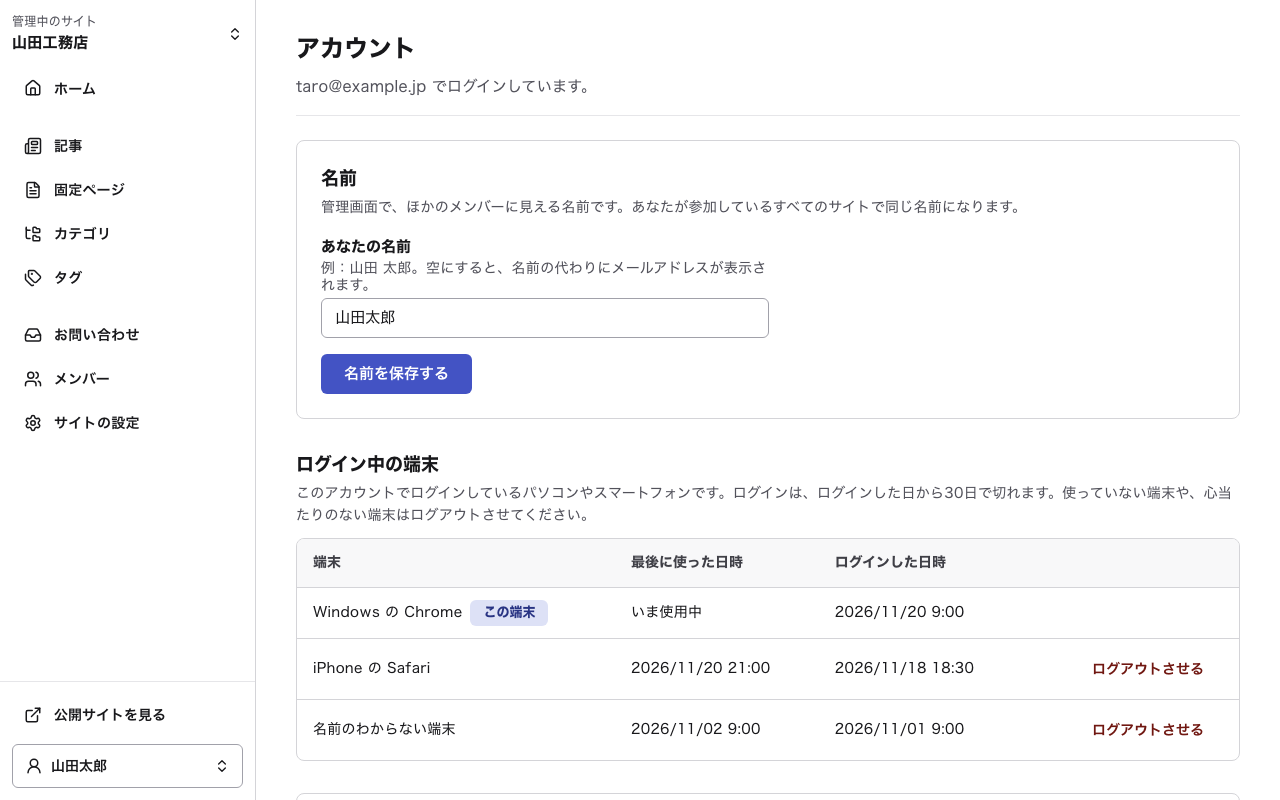 管理中のサイト
山田工務店
ホーム
記事
固定ページ
カテゴリ
タグ
お問い合わせ
メンバー
サイトの設定
公開サイトを見る
山田太郎
アカウント
taro@example.jp でログインしています。
名前
管理画面で、ほかのメンバーに見える名前です。あなたが参加しているすべてのサイトで同じ名前になります。
あなたの名前
例：山田 太郎。空にすると、名前の代わりにメールアドレスが表示さ
れます。
山田太郎
名前を保存する
ログイン中の端末
このアカウントでログインしているパソコンやスマートフォンです。ログインは、ログインした日から30日で切れます。使っていない端末や、心当
たりのない端末はログアウトさせてください。
端末 最後に使った日時 ログインした日時
Windows の Chrome この端末 いま使用中 2026/11/20 9:00
iPhone の Safari 2026/11/20 21:00 2026/11/18 18:30 ログアウトさせる
名前のわからない端末 2026/11/02 9:00 2026/11/01 9:00 ログアウトさせる